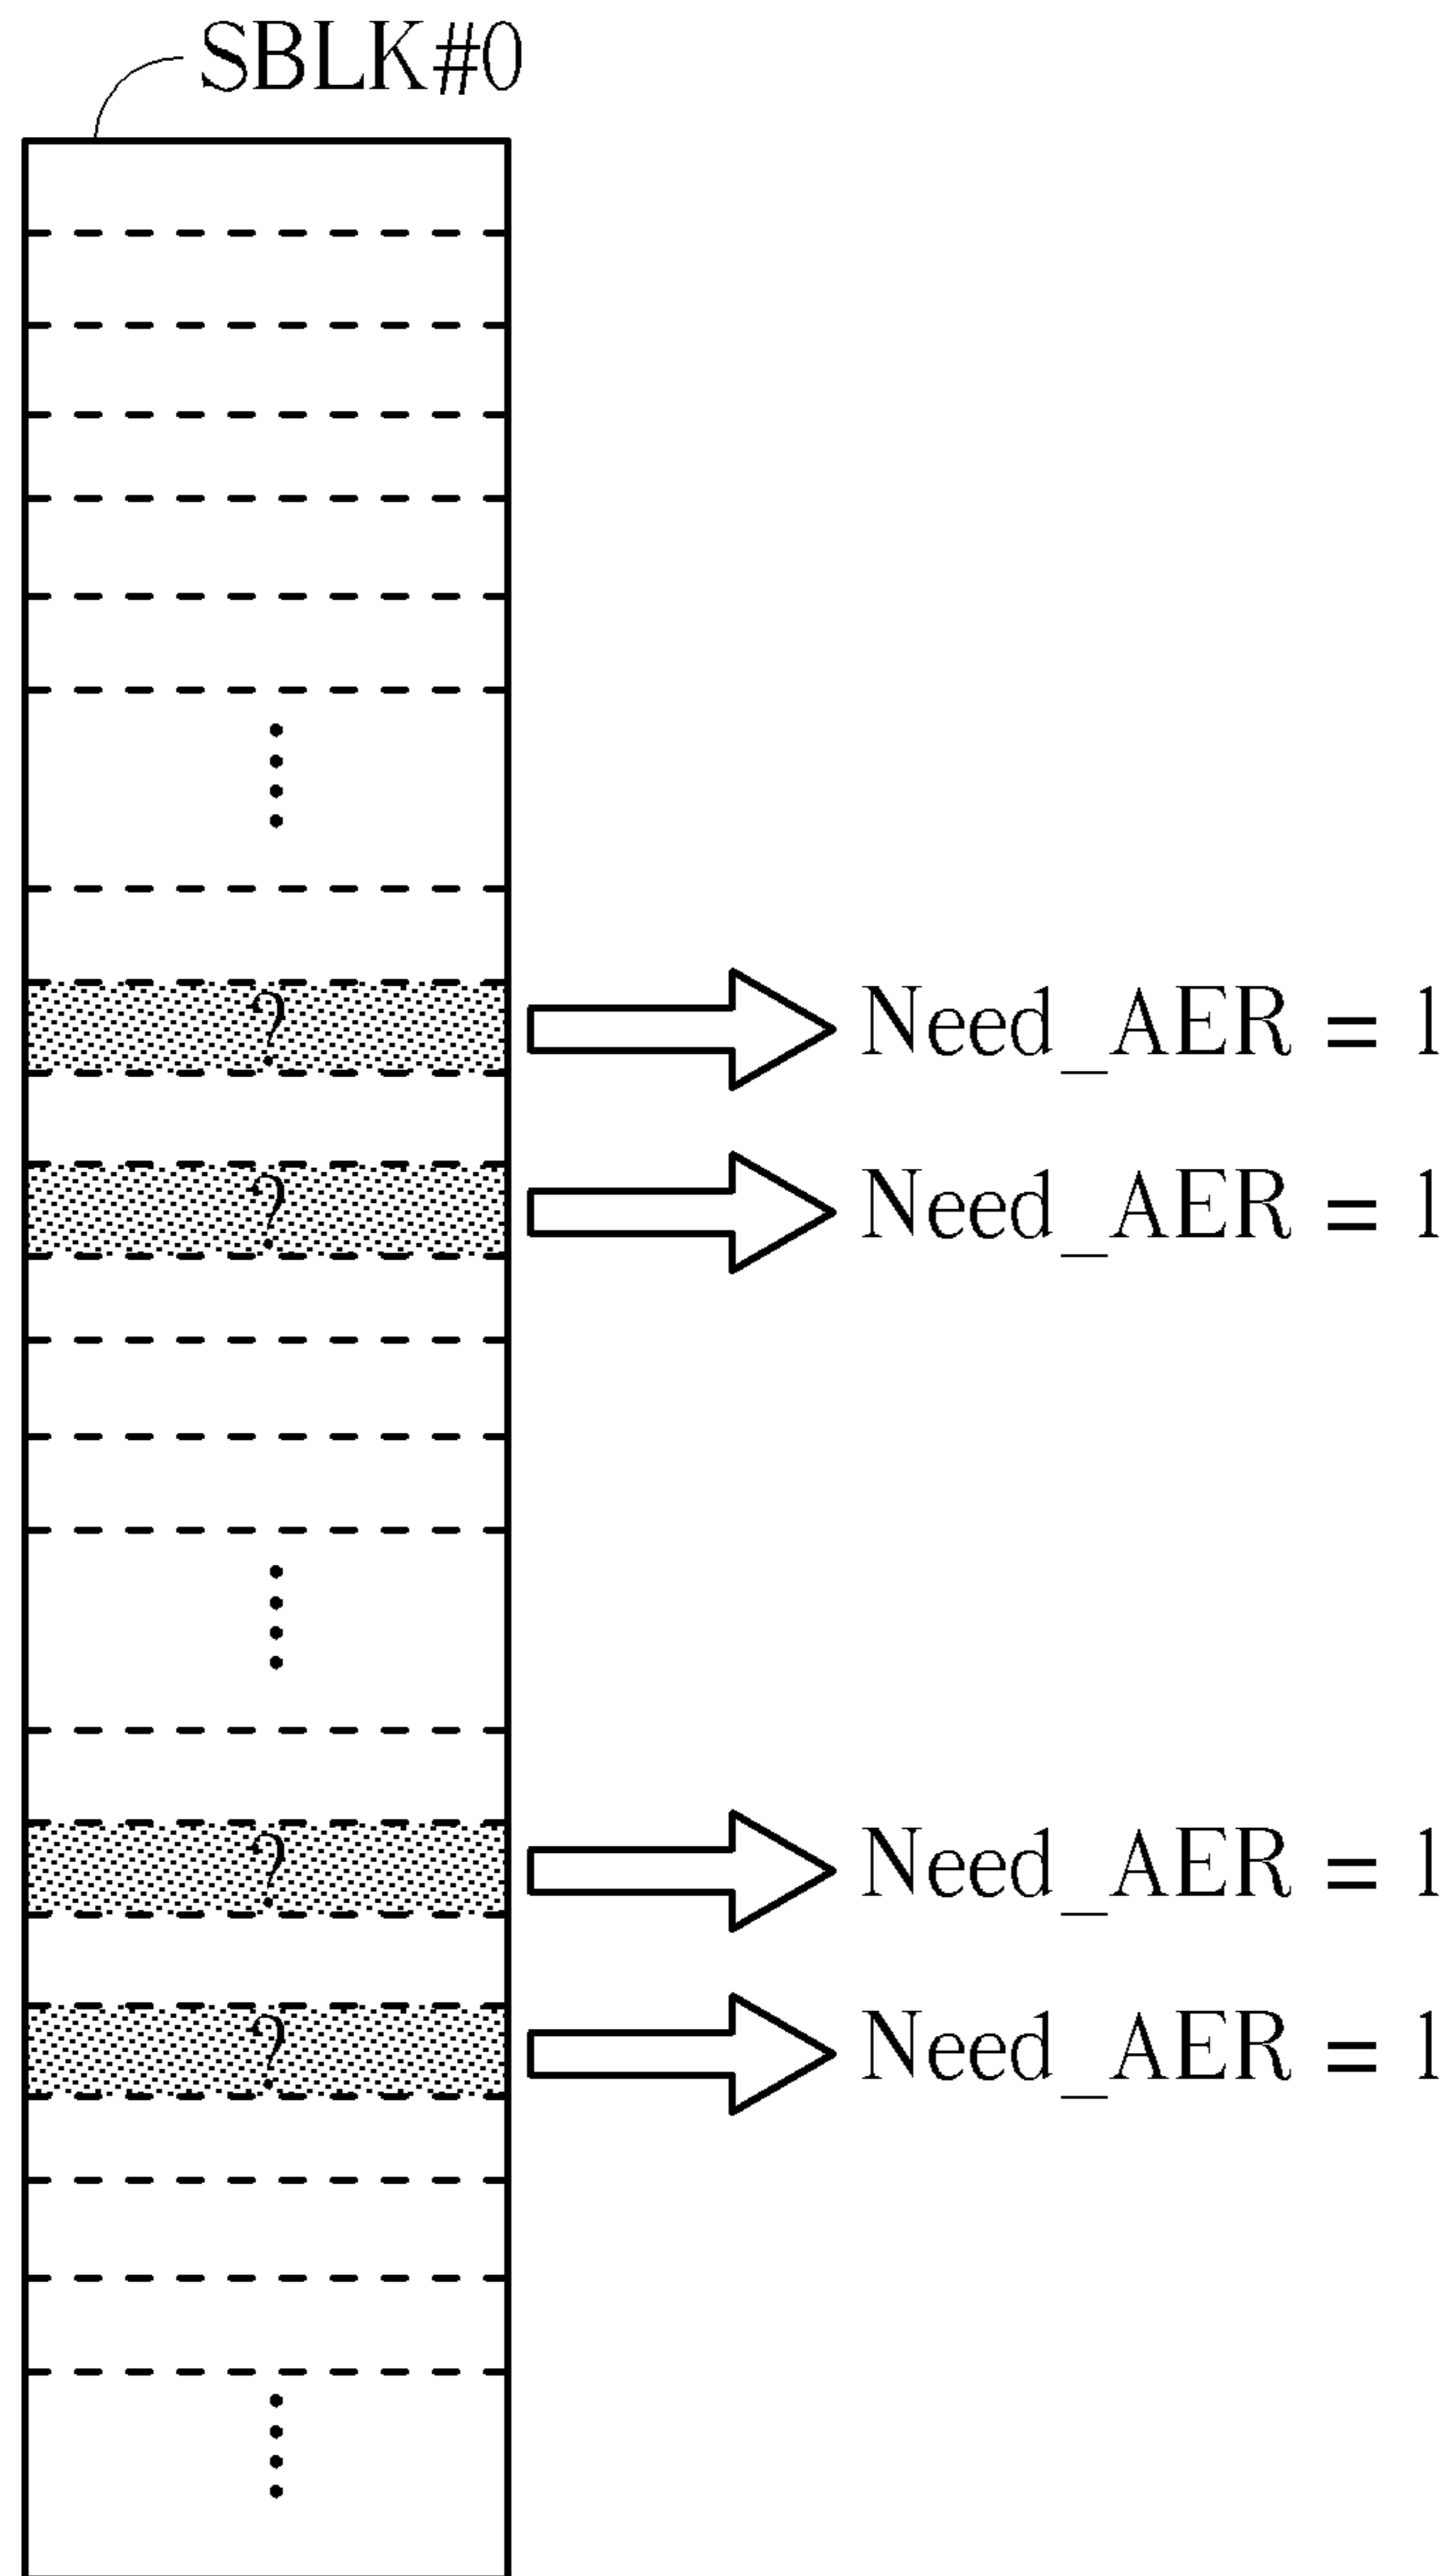 SBLK#0
? Need_AER = 1
? Need_AER = 1
? Need_AER = 1
? Need_AER = 1